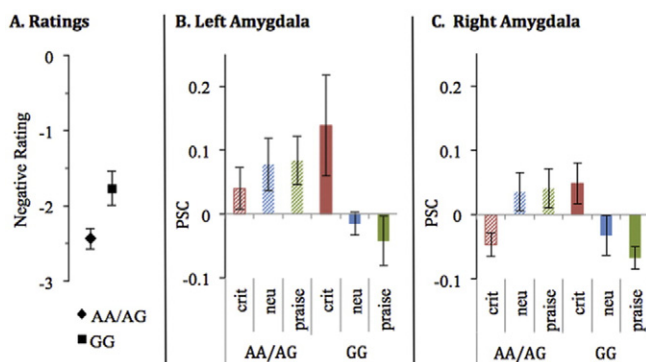 A. Ratings
0
-1
-2
-3
Negative Rating
AA/AG
GG
B. Left Amygdala
0.2
0.1
0
-0.1
PSC
crit
neu
praise
crit
neu
praise
AA/AG
GG
C. Right Amygdala
0.2
0.1
0
-0.1
PSC
crit
neu
praise
crit
neu
praise
AA/AG
GG